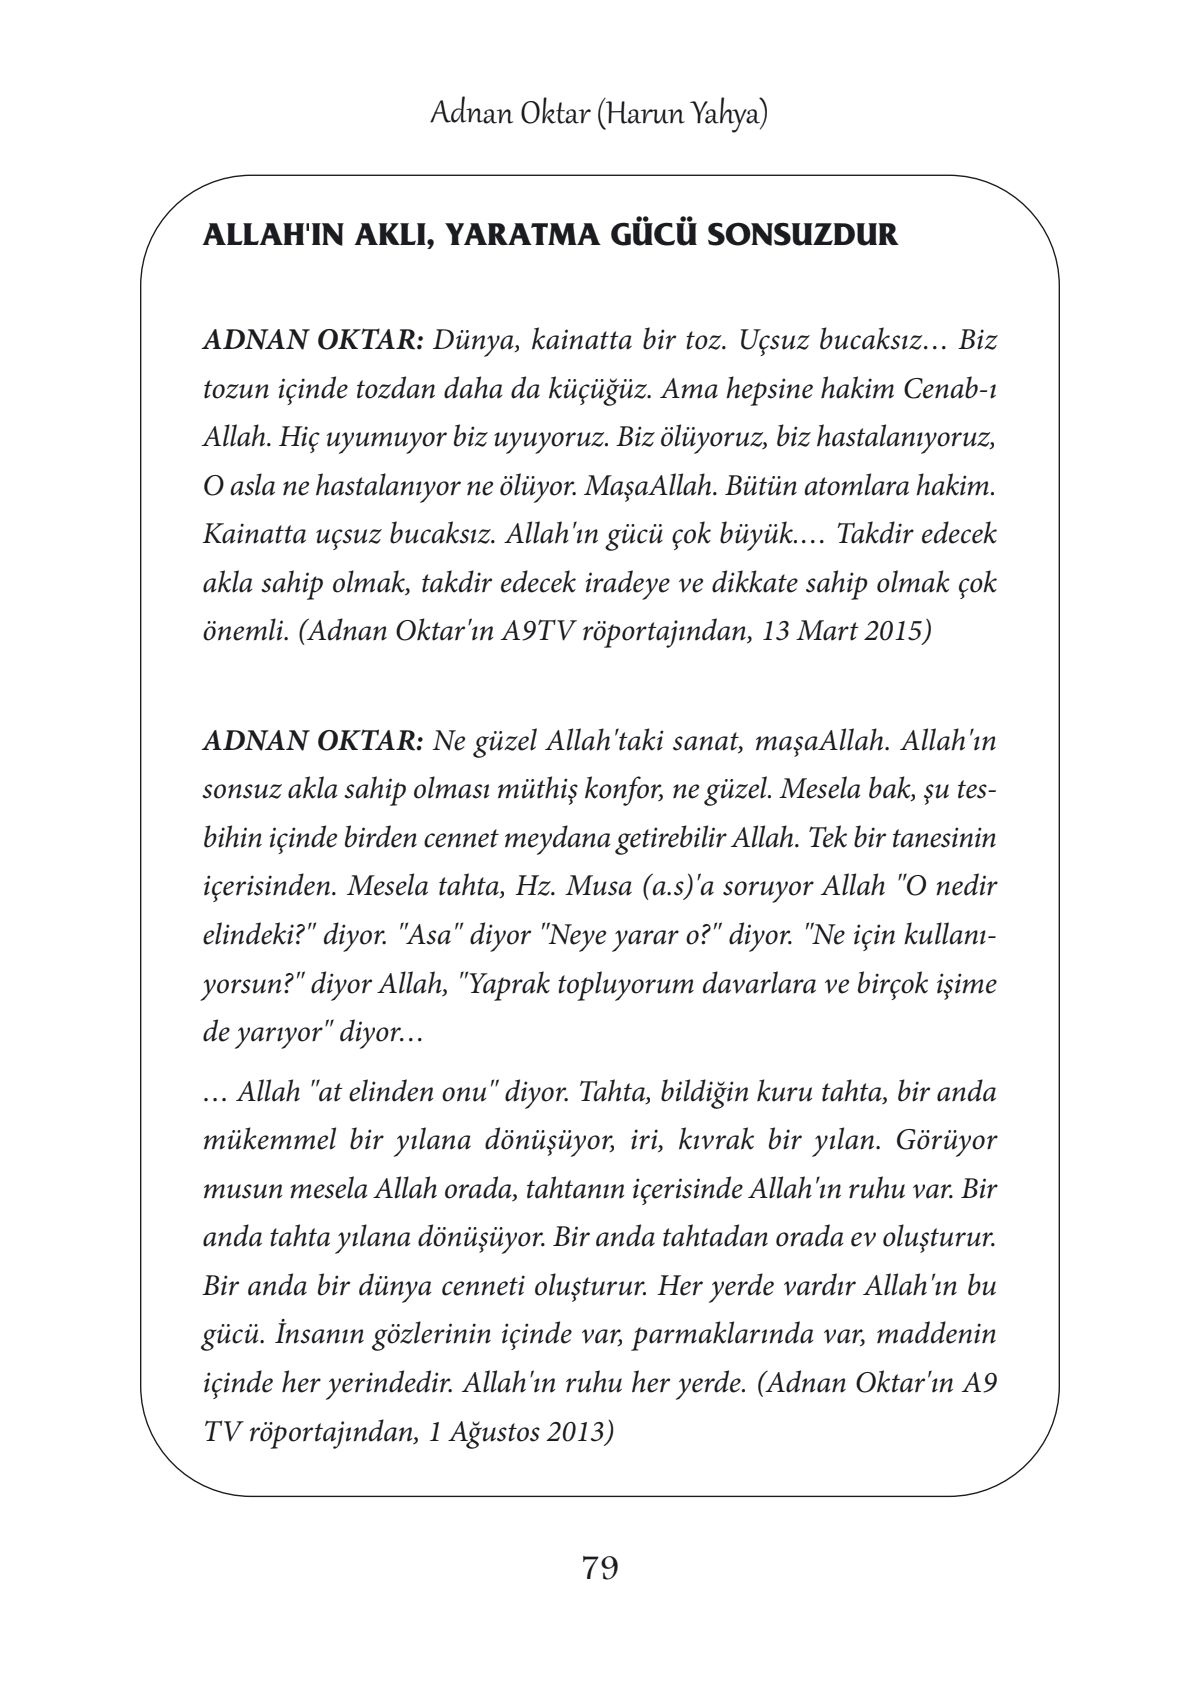 Adnan Oktar (Harun Yahya)
ALLAH'IN AKLI, YARATMA GÜCÜ SONSUZDUR
ADNAN OKTAR: Dünya, kainatta bir toz. Uçsuz bucaksız… Biz
tozun içinde tozdan daha da küçüğüz. Ama hepsine hakim Cenab-ı
Allah. Hiç uyumuyor biz uyuyoruz. Biz ölüyoruz, biz hastalanıyoruz,
O asla ne hastalanıyor ne ölüyor. MaşaAllah. Bütün atomlara hakim.
Kainatta uçsuz bucaksız. Allah'ın gücü çok büyük.… Takdir edecek
akla sahip olmak, takdir edecek iradeye ve dikkate sahip olmak çok
önemli. (Adnan Oktar'ın A9TV röportajından, 13 Mart 2015)
ADNAN OKTAR: Ne güzel Allah'taki sanat, maşaAllah. Allah'ın
sonsuz akla sahip olması müthiş konfor, ne güzel. Mesela bak, şu tes-
bihin içinde birden cennet meydana getirebilir Allah. Tek bir tanesinin
içerisinden. Mesela tahta, Hz. Musa (a.s)'a soruyor Allah "O nedir
elindeki?" diyor. "Asa" diyor "Neye yarar o?" diyor. "Ne için kullanı-
yorsun?" diyor Allah, "Yaprak topluyorum davarlara ve birçok işime
de yarıyor" diyor…
… Allah "at elinden onu" diyor. Tahta, bildiğin kuru tahta, bir anda
mükemmel bir yılana dönüşüyor, iri, kıvrak bir yılan. Görüyor
musun mesela Allah orada, tahtanın içerisinde Allah'ın ruhu var. Bir
anda tahta yılana dönüşüyor. Bir anda tahtadan orada ev oluşturur.
Bir anda bir dünya cenneti oluşturur. Her yerde vardır Allah'ın bu
gücü. İnsanın gözlerinin içinde var, parmaklarında var, maddenin
içinde her yerindedir. Allah'ın ruhu her yerde. (Adnan Oktar'ın A9
TV röportajından, 1 Ağustos 2013)
79